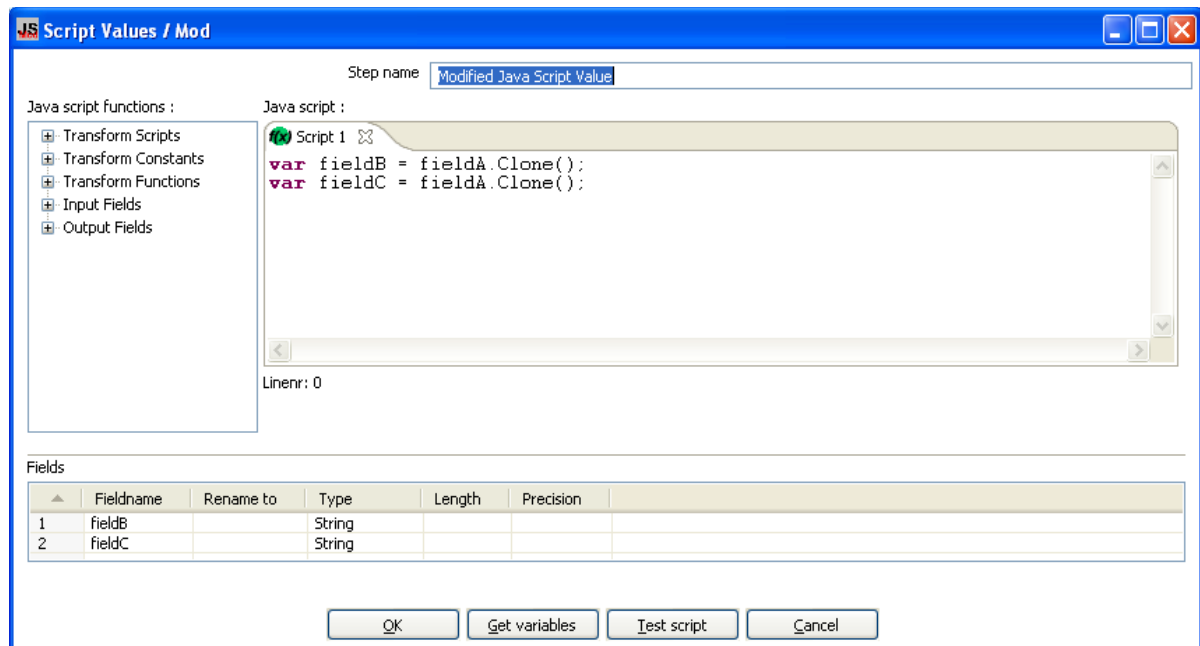 JS Script Values / Mod
Step name Modified Java Script Value
Java script functions :
Java script :
Transform Scripts
Transform Constants
Transform Functions
Input Fields
Output Fields
f(x) Script 1
var fieldB = fieldA.Clone();
var fieldC = fieldA.Clone();
Linenr: 0
Fields
Fieldname Rename to Type Length Precision
1 fieldB String
2 fieldC String
OK Get variables Test script Cancel